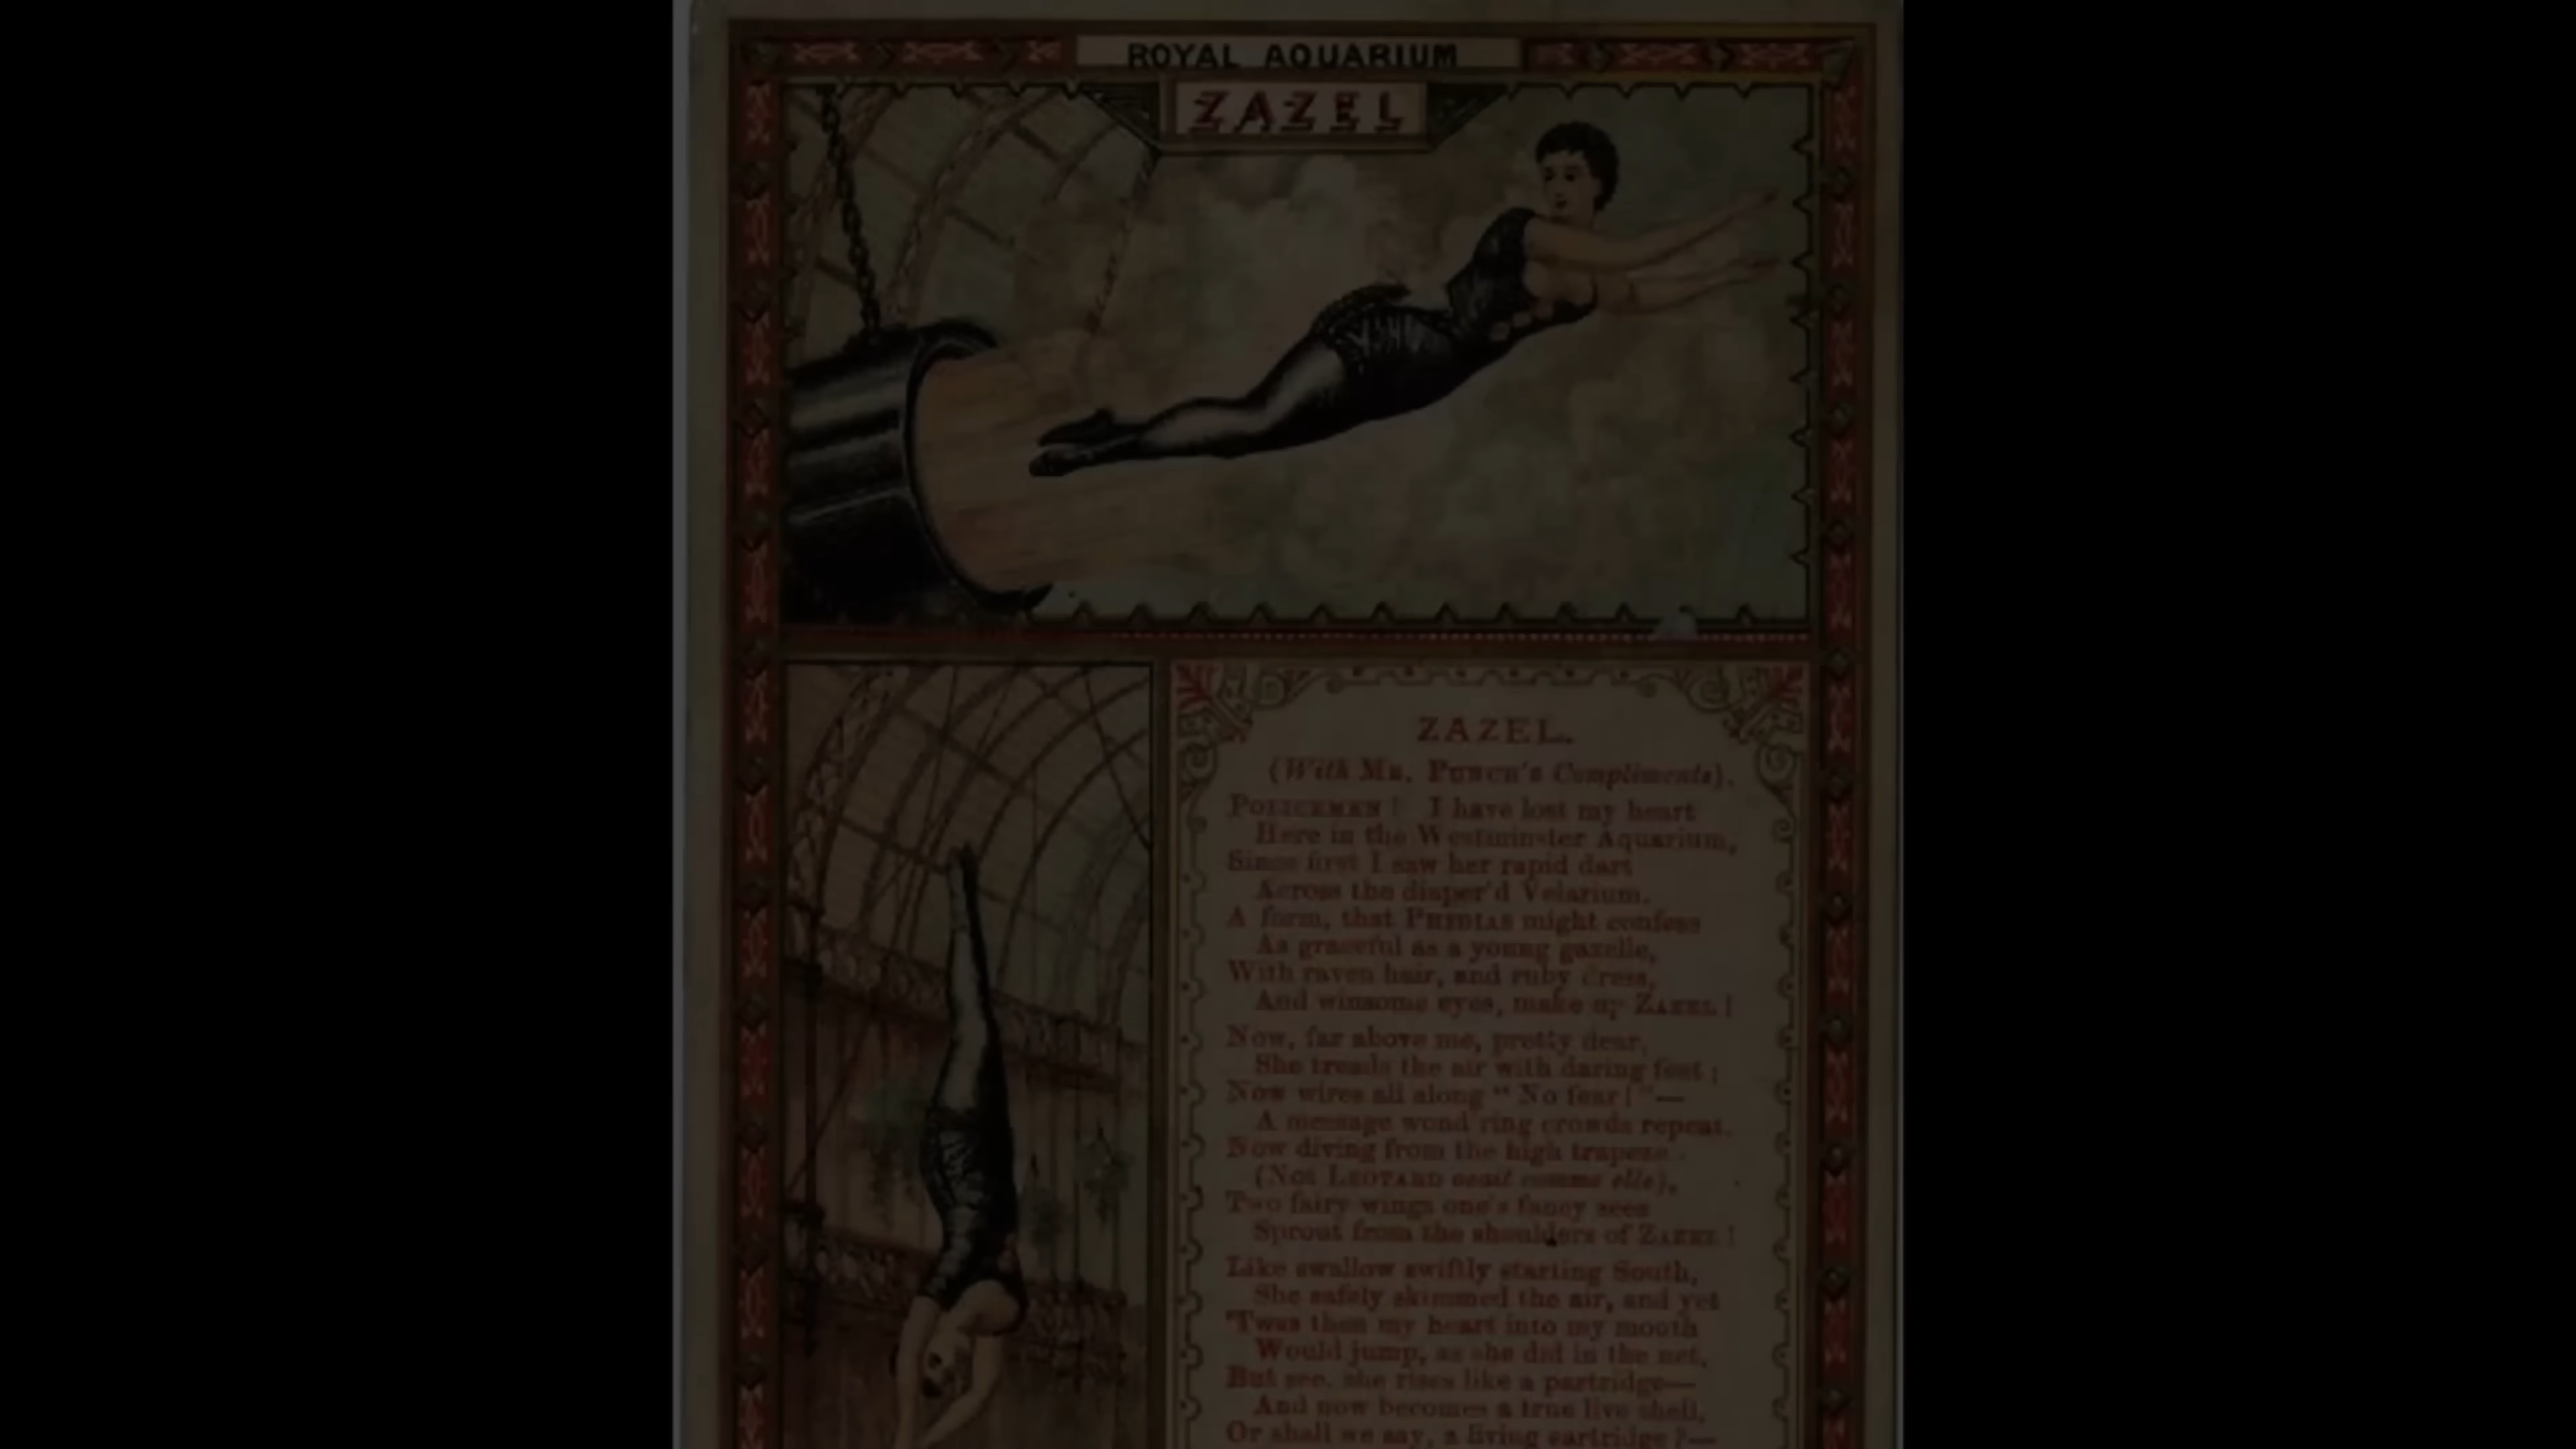 ROYAL AQUARIUM
ZAZEL
ZAZEL.
(With MR. PUNCH'S Compliments).
POLICEMEN! I have lost my heart
Here in the Westminster Aquarium,
Since first I saw her rapid dart
Across the diaper'd Velarium.
A form, that PHIDIAS might confess
As graceful as a young gazelle,
With raven hair, and ruby dress,
And winsome eyes, make up ZAZEL!
Now, far above me, pretty dear,
She treads the air with daring feet;
Now wires all along "No fear!"—
A message wond'ring crowds repeat.
Now diving from the high trapeze
(Not LEOTARD comme elle),
Two fairy wings one's fancy sees
Sprout from the shoulders of ZAZEL!
Like swallow swiftly starting South,
She safely skimmed the air, and yet
'Twas then my heart into my mouth
Would jump, as she did in the net,
But see, she rises like a partridge—
And now becomes a true live shell,
Or shall we say, a living cartridge?—